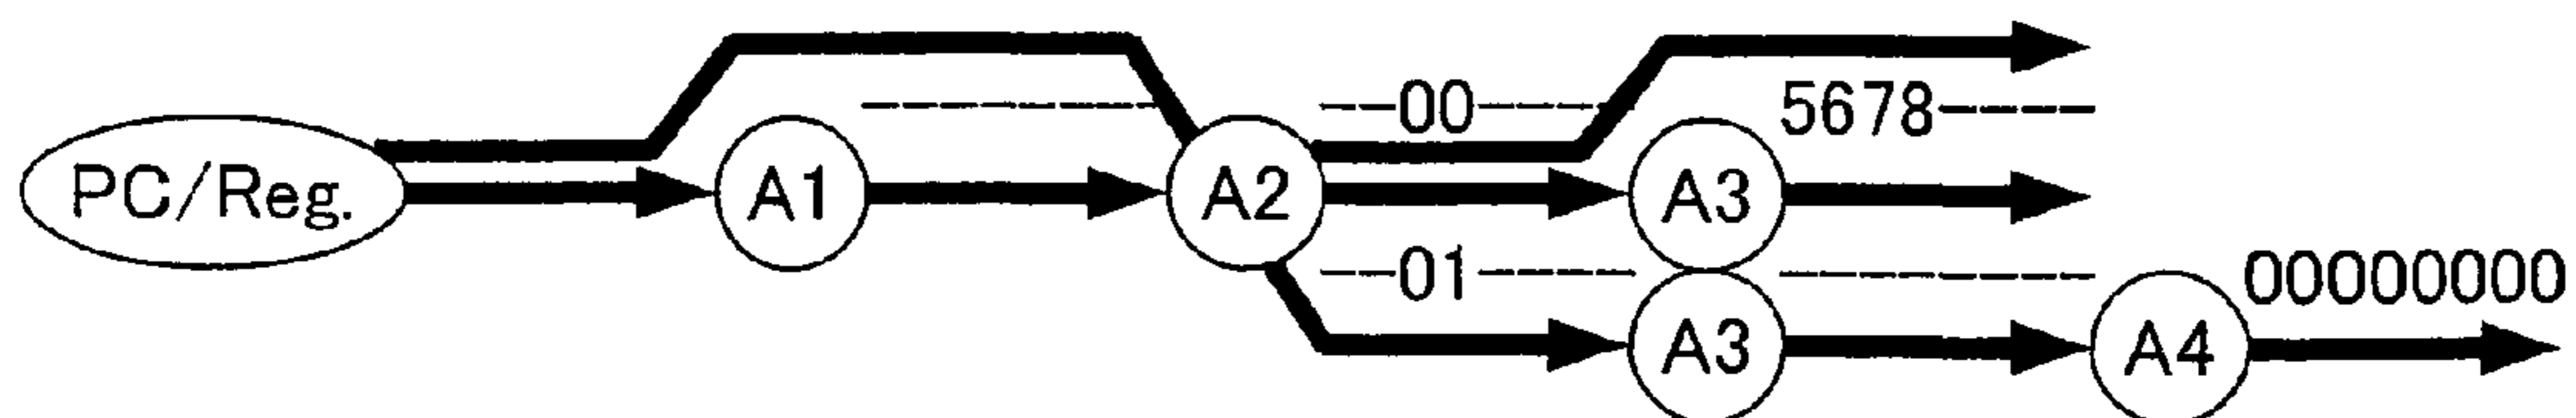 --00----
5678----
PC/Reg.
A1
A2
A3
--01----
00000000
A3
A4